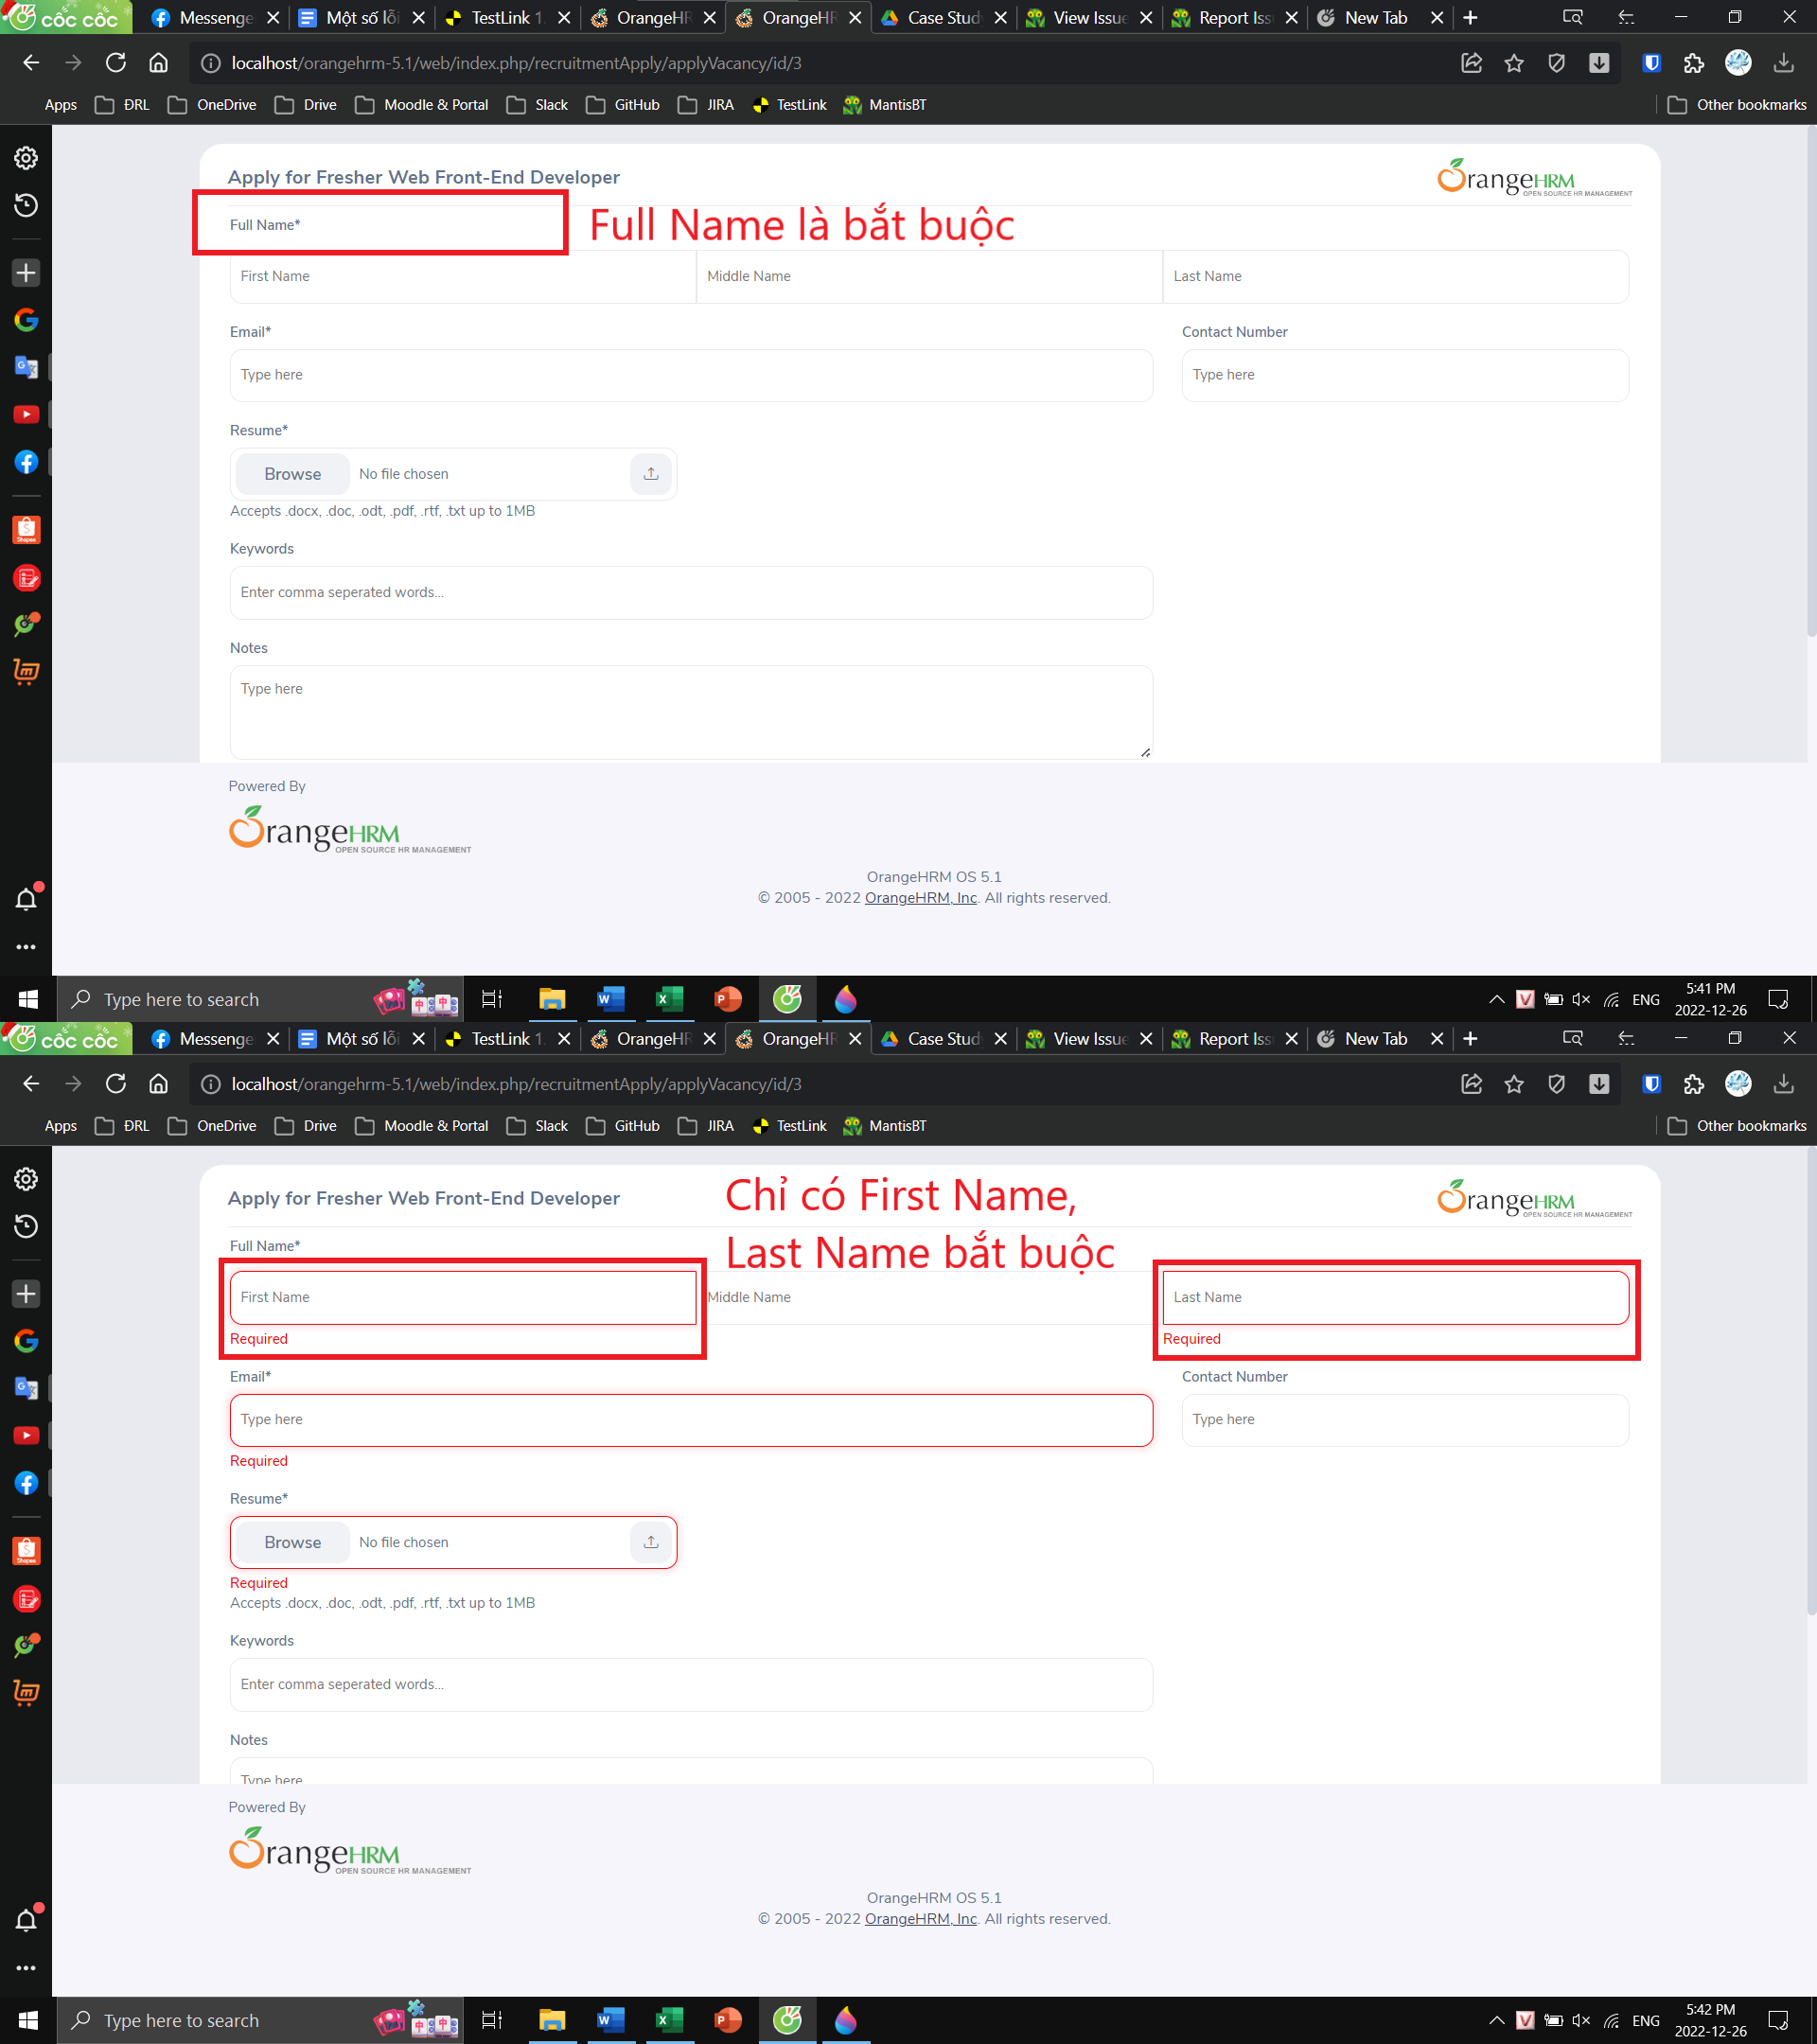 cốc cốc
Messenge
Một số lỗi
TestLink 1.
OrangeHR
OrangeHR
Case Stud
View Issue
Report Iss
New Tab
localhost/orangehrm-5.1/web/index.php/recruitmentApply/applyVacancy/id/3
Apps
ĐRL
OneDrive
Drive
Moodle & Portal
Slack
GitHub
JIRA
TestLink
MantisBT
Other bookmarks
Apply for Fresher Web Front-End Developer
OrangeHRM
OPEN SOURCE HR MANAGEMENT
Full Name*
Full Name là bắt buộc
First Name
Middle Name
Last Name
Email*
Contact Number
Type here
Type here
Resume*
Browse
No file chosen
Accepts .docx, .doc, .odt, .pdf, .rtf, .txt up to 1MB
Keywords
Enter comma seperated words...
Notes
Type here
Powered By
OrangeHRM
OPEN SOURCE HR MANAGEMENT
OrangeHRM OS 5.1
© 2005 - 2022 OrangeHRM, Inc. All rights reserved.
Type here to search
ENG
5:41 PM
2022-12-26
cốc cốc
Messenge
Một số lỗi
TestLink 1.
OrangeHR
OrangeHR
Case Stud
View Issue
Report Iss
New Tab
localhost/orangehrm-5.1/web/index.php/recruitmentApply/applyVacancy/id/3
Apps
ĐRL
OneDrive
Drive
Moodle & Portal
Slack
GitHub
JIRA
TestLink
MantisBT
Other bookmarks
Apply for Fresher Web Front-End Developer
Chỉ có First Name,
Last Name bắt buộc
OrangeHRM
OPEN SOURCE HR MANAGEMENT
Full Name*
First Name
Middle Name
Last Name
Required
Required
Email*
Contact Number
Type here
Type here
Required
Resume*
Browse
No file chosen
Required
Accepts .docx, .doc, .odt, .pdf, .rtf, .txt up to 1MB
Keywords
Enter comma seperated words...
Notes
Type here
Powered By
OrangeHRM
OPEN SOURCE HR MANAGEMENT
OrangeHRM OS 5.1
© 2005 - 2022 OrangeHRM, Inc. All rights reserved.
Type here to search
ENG
5:42 PM
2022-12-26